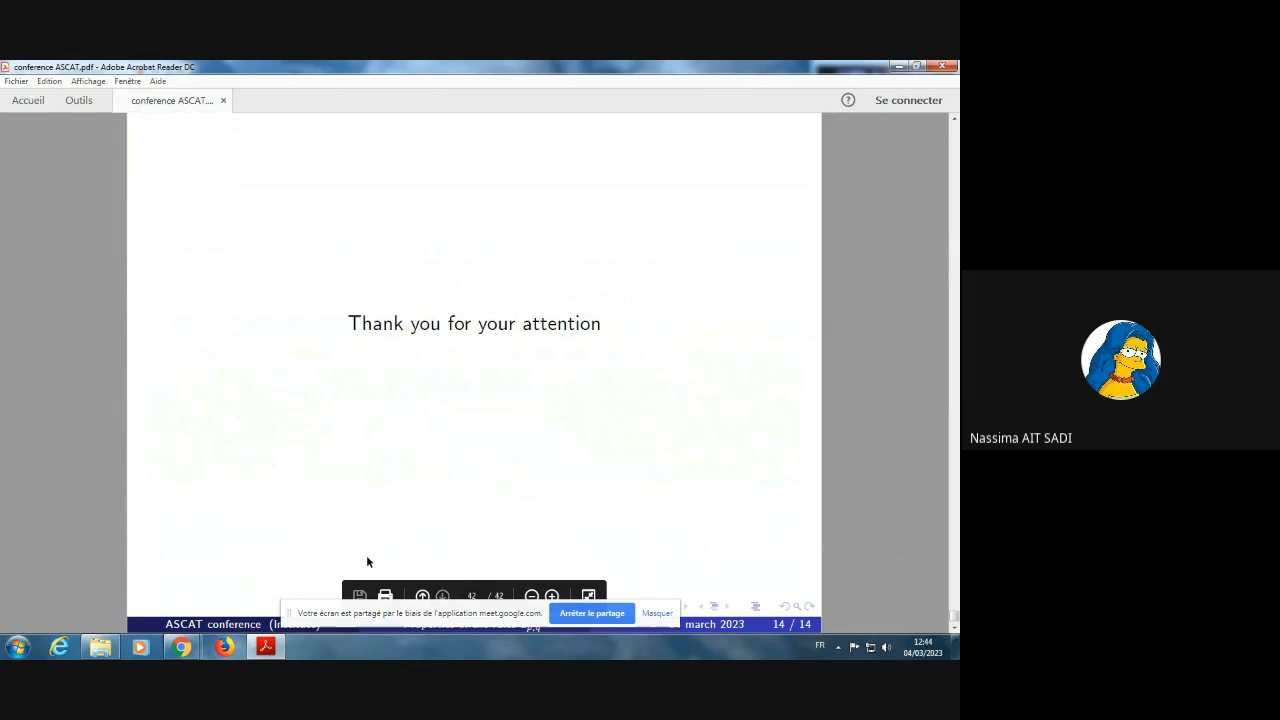 conference ASCAT.pdf - Adobe Acrobat Reader DC
Fichier Edition Affichage Fenêtre Aide
Accueil Outils conference ASCAT.... × ? Se connecter
Thank you for your attention
Nassima AIT SADI
42 / 42
Votre écran est partagé par le biais de l'application meet.google.com. Arrêter le partage Masquer
ASCAT conference march 2023 14 / 14
FR 12:44
04/03/2023